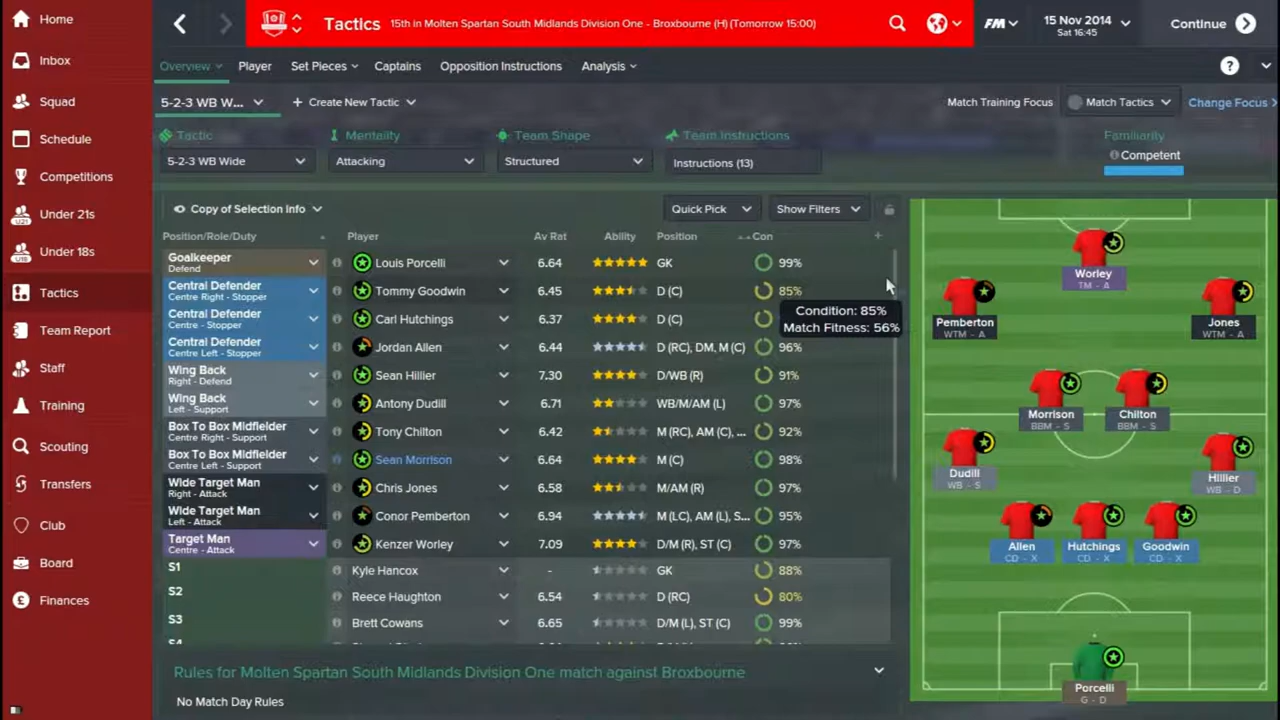 Home
Inbox
Squad
Schedule
Competitions
Under 21s
Under 18s
Tactics
Team Report
Staff
Training
Scouting
Transfers
Club
Board
Finances
Tactics 15th in Molten Spartan South Midlands Division One - Broxbourne (H) (Tomorrow 15:00)
FM
15 Nov 2014
Sat 16:45
Continue
Overview Player Set Pieces Captains Opposition Instructions Analysis ?
5-2-3 WB W... + Create New Tactic Match Training Focus Match Tactics Change Focus
Tactic Mentality Team Shape Team Instructions Familiarity
5-2-3 WB Wide Attacking Structured Instructions (13) Competent
Copy of Selection Info Quick Pick Show Filters
Position/Role/Duty Player Av Rat Ability Position Con +
Goalkeeper
Defend
Louis Porcelli 6.64 GK 99%
Central Defender
Centre Right - Stopper
Tommy Goodwin 6.45 D (C) 85%
Central Defender
Centre - Stopper
Carl Hutchings 6.37 D (C)
Condition: 85%
Match Fitness: 56%
Central Defender
Centre Left - Stopper
Jordan Allen 6.44 D (RC), DM, M (C) 96%
Wing Back
Right - Defend
Sean Hillier 7.30 D/WB (R) 91%
Wing Back
Left - Support
Antony Dudill 6.71 WB/M/AM (L) 97%
Box To Box Midfielder
Centre Right - Support
Tony Chilton 6.42 M (RC), AM (C), ... 92%
Box To Box Midfielder
Centre Left - Support
Sean Morrison 6.64 M (C) 98%
Wide Target Man
Right - Attack
Chris Jones 6.58 M/AM (R) 97%
Wide Target Man
Left - Attack
Conor Pemberton 6.94 M (LC), AM (L), S... 95%
Target Man
Centre - Attack
Kenzer Worley 7.09 D/M (R), ST (C) 97%
S1 Kyle Hancox - GK 88%
S2 Reece Haughton 6.54 D (RC) 80%
S3 Brett Cowans 6.65 D/M (L), ST (C) 99%
S4
Rules for Molten Spartan South Midlands Division One match against Broxbourne
No Match Day Rules
Worley
TM - A
Pemberton
WTM - A
Jones
WTM - A
Morrison
BBM - S
Chilton
BBM - S
Dudill
WB - S
Hillier
WB - D
Allen
CD - X
Hutchings
CD - X
Goodwin
CD - X
Porcelli
G - D